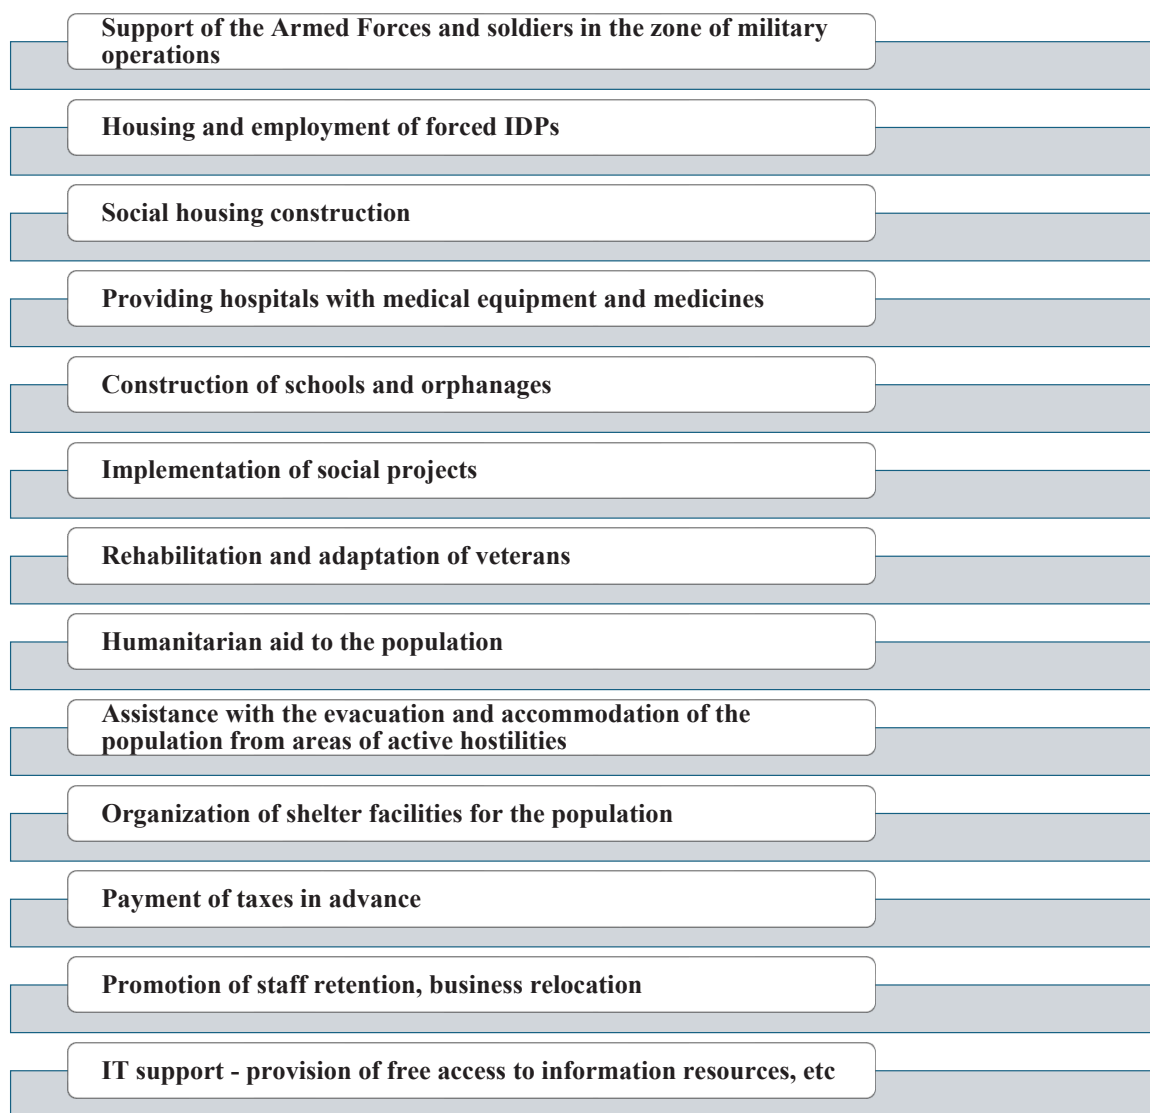 Support of the Armed Forces and soldiers in the zone of military
operations
Housing and employment of forced IDPs
Social housing construction
Providing hospitals with medical equipment and medicines
Construction of schools and orphanages
Implementation of social projects
Rehabilitation and adaptation of veterans
Humanitarian aid to the population
Assistance with the evacuation and accommodation of the
population from areas of active hostilities
Organization of shelter facilities for the population
Payment of taxes in advance
Promotion of staff retention, business relocation
IT support - provision of free access to information resources, etc